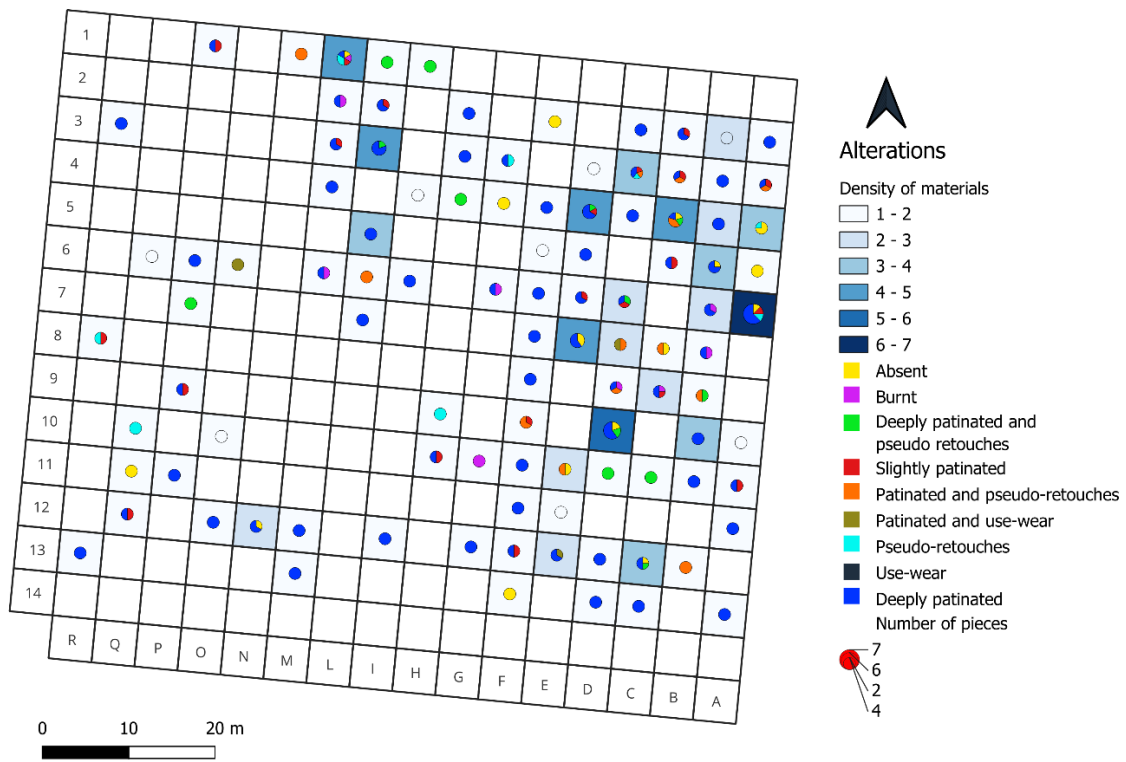 1
2
3
4
5
6
7
8
9
10
11
12
13
14
R Q P O N M L I H G F E D C B A
0 10 20 m
Alterations
Density of materials
1 - 2
2 - 3
3 - 4
4 - 5
5 - 6
6 - 7
Absent
Burnt
Deeply patinated and
pseudo retouches
Slightly patinated
Patinated and pseudo-retouches
Patinated and use-wear
Pseudo-retouches
Use-wear
Deeply patinated
Number of pieces
7
6
2
4